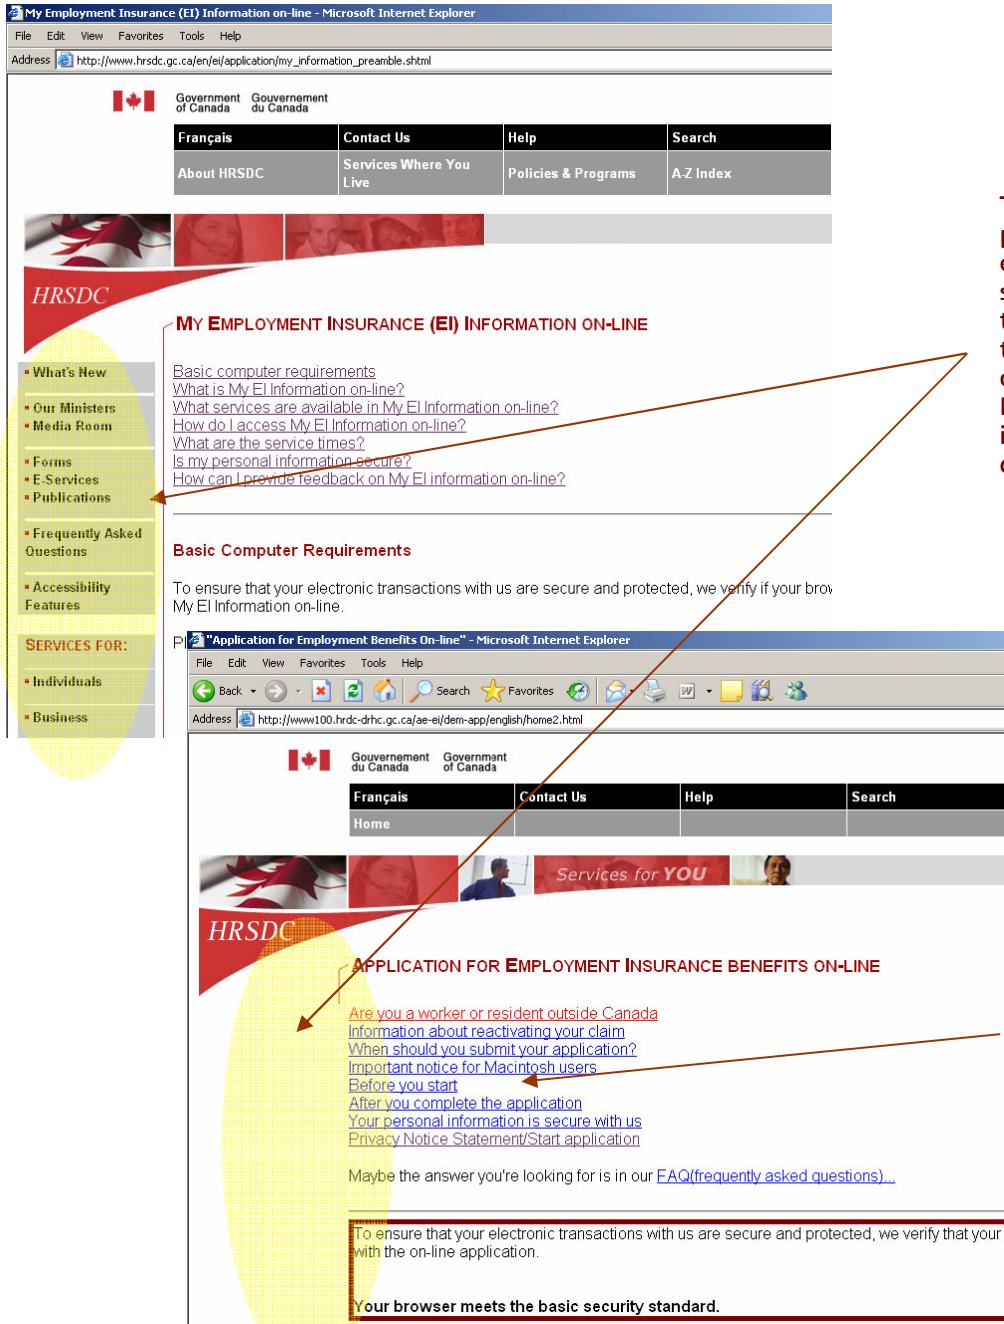 My Employment Insurance (EI) Information on-line - Microsoft Internet Explorer
File Edit View Favorites Tools Help
Address http://www.hrsdc.gc.ca/en/ei/application/my_information_preamble.shtml
Government of Canada Gouvernement du Canada
Français Contact Us Help Search
About HRSDC Services Where You Live Policies & Programs A-Z Index
HRSDC
MY EMPLOYMENT INSURANCE (EI) INFORMATION ON-LINE
What's New
Our Ministers
Media Room
Forms
E-Services
Publications
Frequently Asked
Questions
Accessibility
Features
SERVICES FOR:
Individuals
Business
Basic computer requirements
What is My EI Information on-line?
What services are available in My EI Information on-line?
How do I access My EI Information on-line?
What are the service times?
Is my personal information secure?
How can I provide feedback on My EI information on-line?
Basic Computer Requirements
To ensure that your electronic transactions with us are secure and protected, we verify if your brow
My EI Information on-line.
Pl
"Application for Employment Benefits On-line" - Microsoft Internet Explorer
File Edit View Favorites Tools Help
Back Search Favorites
Address http://www100.hrdc-drhc.gc.ca/ae-ei/dem-app/english/home2.html
Gouvernement du Canada Government of Canada
Français Contact Us Help Search
Home
Services for YOU
HRSDC
APPLICATION FOR EMPLOYMENT INSURANCE BENEFITS ON-LINE
Are you a worker or resident outside Canada
Information about reactivating your claim
When should you submit your application?
Important notice for Macintosh users
Before you start
After you complete the application
Your personal information is secure with us
Privacy Notice Statement/Start application
Maybe the answer you're looking for is in our FAQ(frequently asked questions)...
To ensure that your electronic transactions with us are secure and protected, we verify that your
with the on-line application.
Your browser meets the basic security standard.